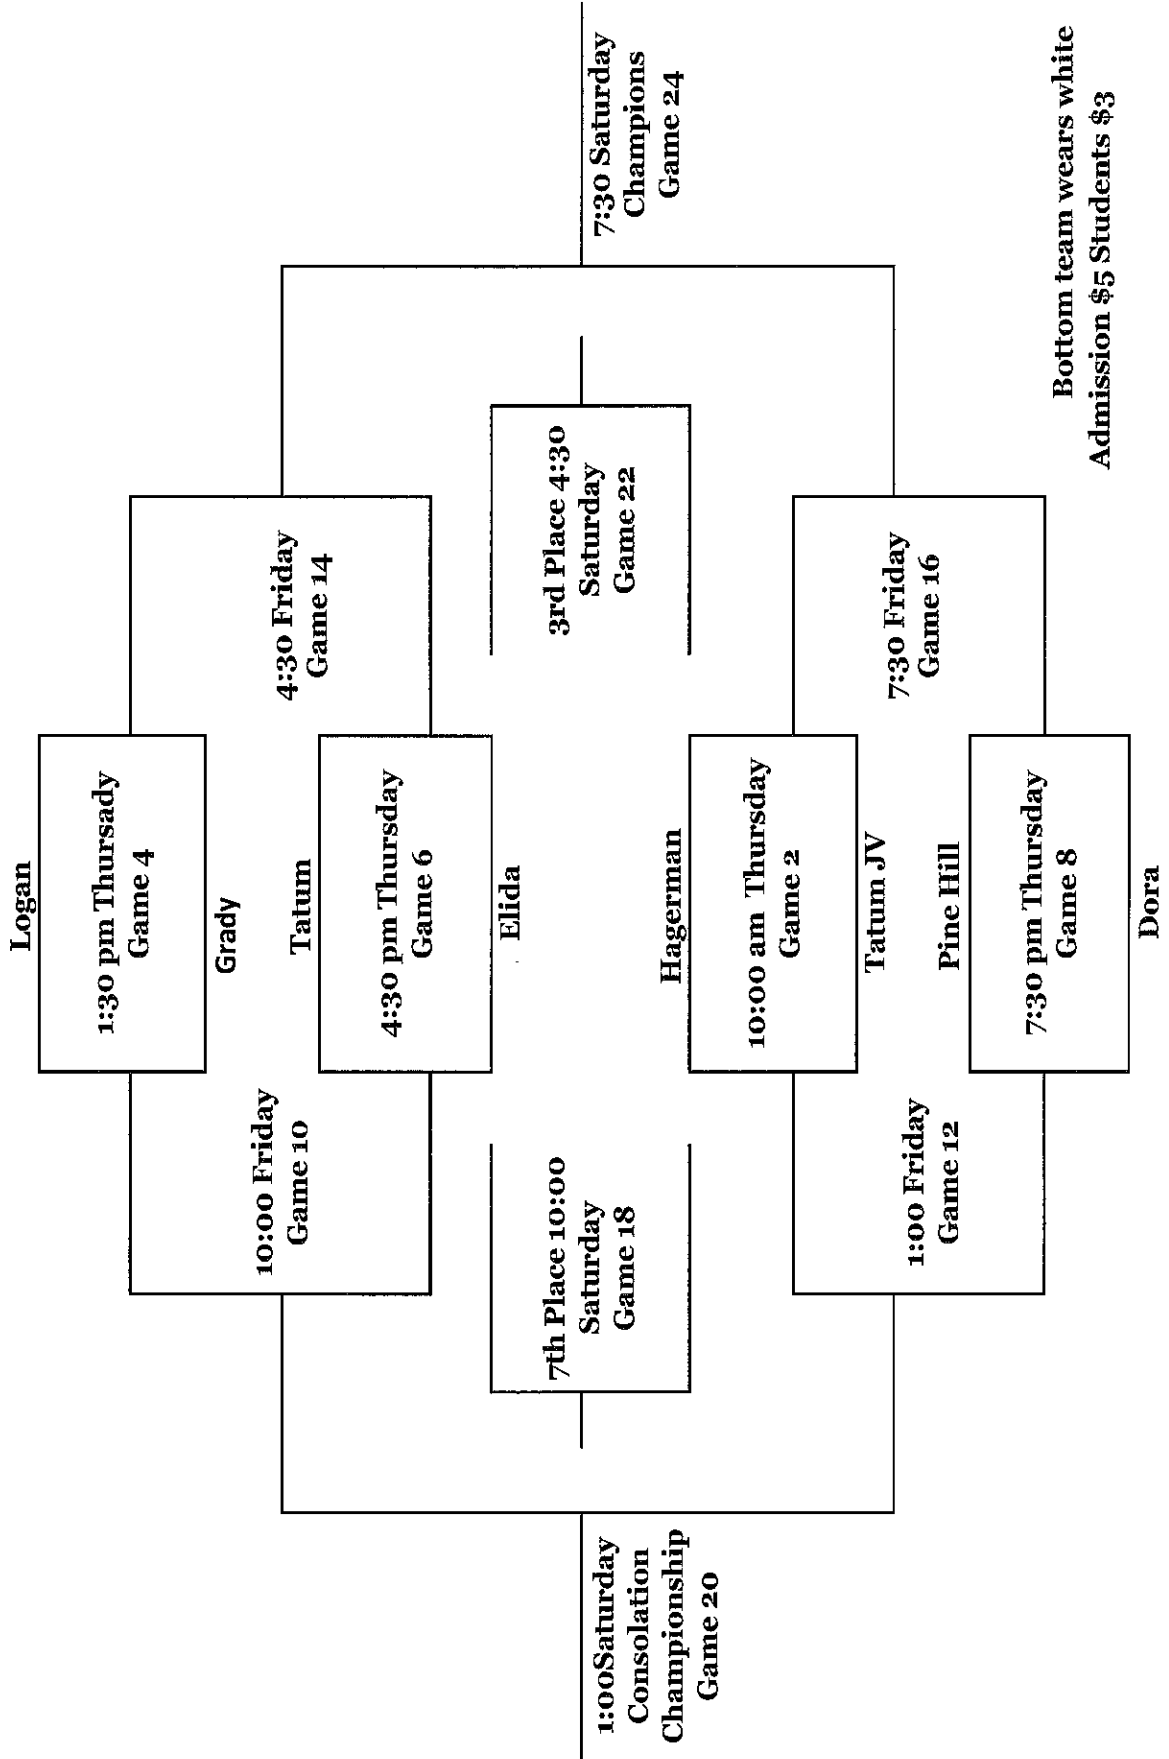 Logan
1:30 pm Thursady
Game 4
Grady
Tatum
4:30 pm Thursday
Game 6
Elida
Hagerman
10:00 am Thursday
Game 2
Tatum JV
Pine Hill
7:30 pm Thursday
Game 8
Dora
10:00 Friday
Game 10
1:00 Friday
Game 12
4:30 Friday
Game 14
7:30 Friday
Game 16
7th Place 10:00
Saturday
Game 18
3rd Place 4:30
Saturday
Game 22
1:00Saturday
Consolation
Championship
Game 20
7:30 Saturday
Champions
Game 24
Bottom team wears white
Admission $5 Students $3